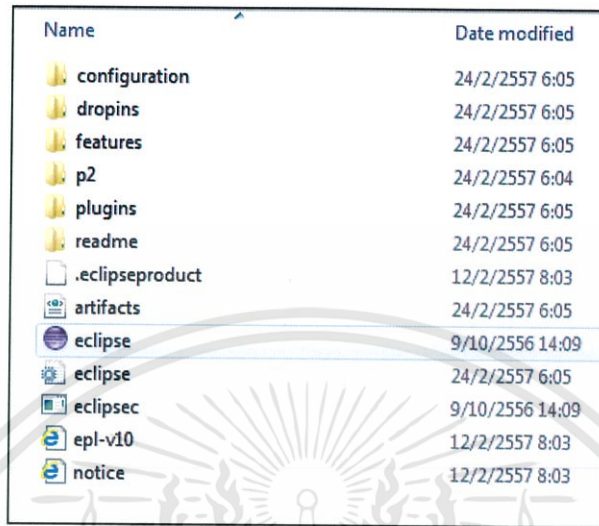 Name Date modified
configuration 24/2/2557 6:05
dropins 24/2/2557 6:05
features 24/2/2557 6:05
p2 24/2/2557 6:04
plugins 24/2/2557 6:05
readme 24/2/2557 6:05
.eclipseproduct 12/2/2557 8:03
artifacts 24/2/2557 6:05
eclipse 9/10/2556 14:09
eclipse 24/2/2557 6:05
eclipsec 9/10/2556 14:09
epl-v10 12/2/2557 8:03
notice 12/2/2557 8:03